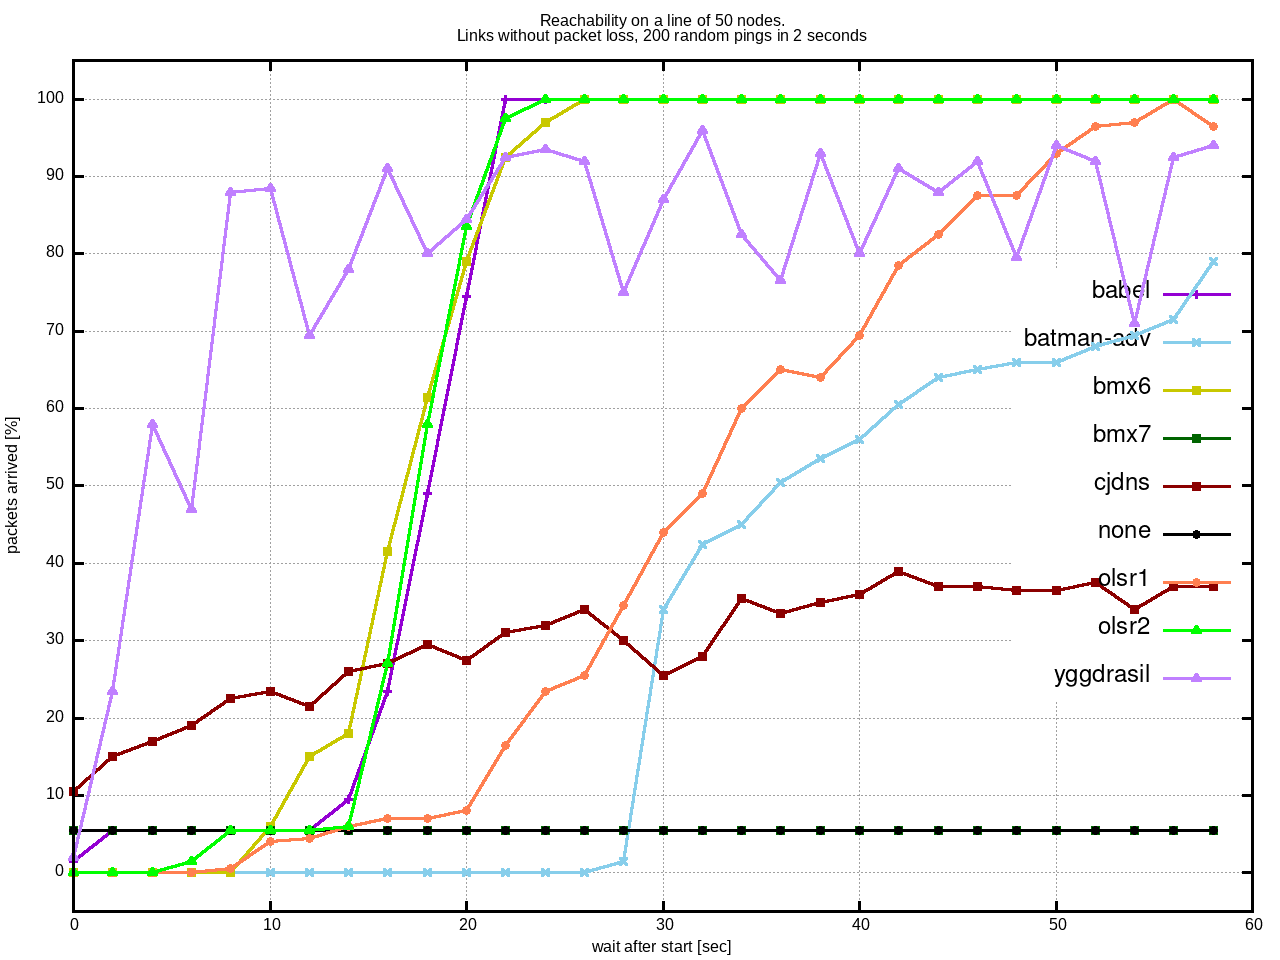 Reachability on a line of 50 nodes.
Links without packet loss, 200 random pings in 2 seconds
100
90
80
70
60
50
40
30
20
10
0
packets arrived [%]
babel
batman-adv
bmx6
bmx7
cjdns
none
olsr1
olsr2
yggdrasil
0 10 20 30 40 50 60
wait after start [sec]